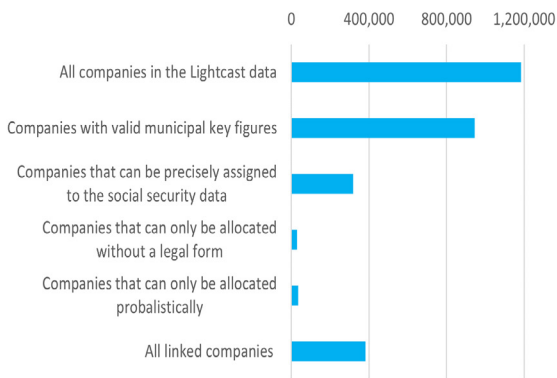 0 400,000 800,000 1,200,000
All companies in the Lightcast data
Companies with valid municipal key figures
Companies that can be precisely assigned
to the social security data
Companies that can only be allocated
without a legal form
Companies that can only be allocated
probalistically
All linked companies